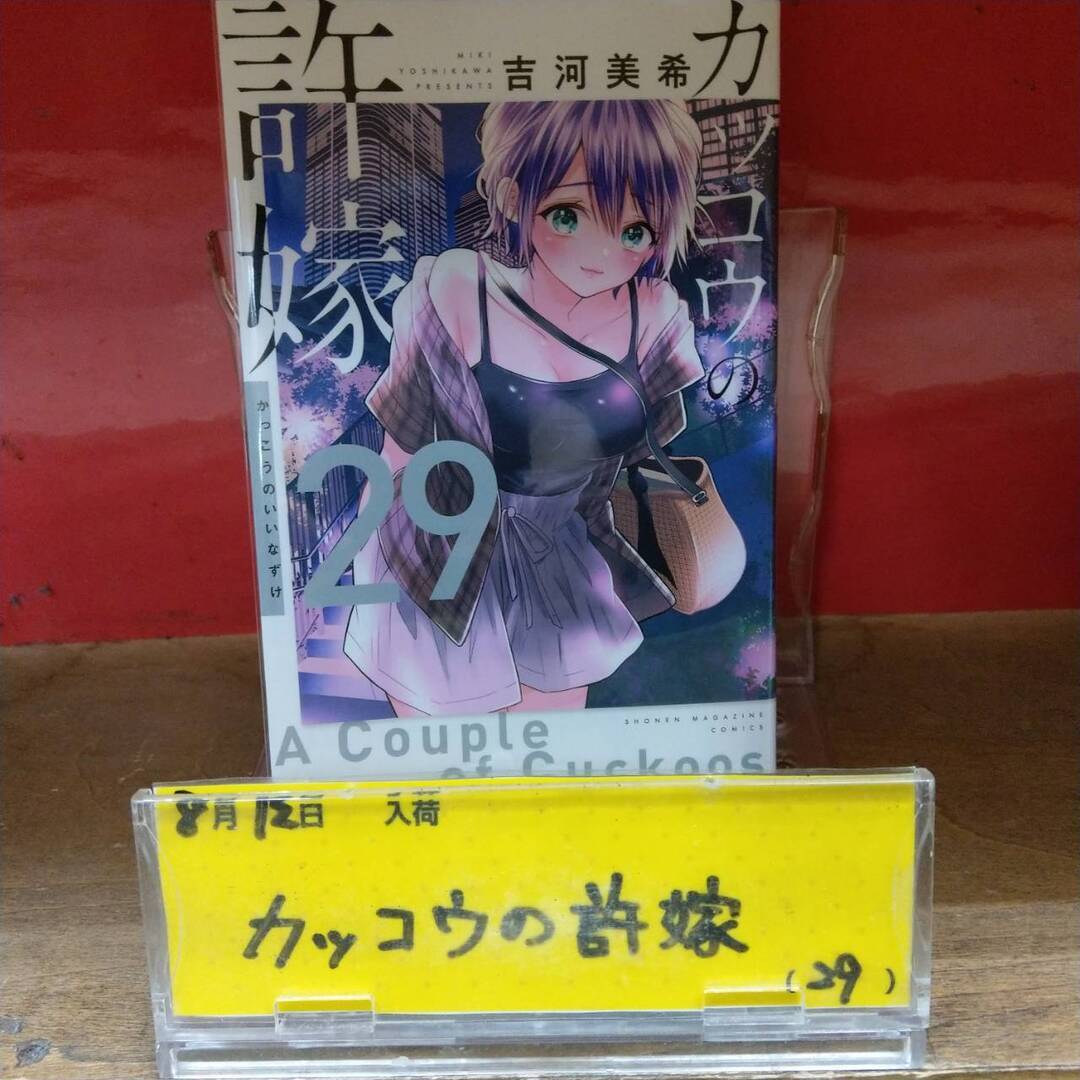 カッコウの
許嫁
吉河美希
MIKI
YOSHIKAWA
PRESENTS
かっこうのいいなずけ
29
SHONEN MAGAZINE
COMICS
A Couple
of Cuckoos
8月12日 入荷
カッコウの許嫁
(29)